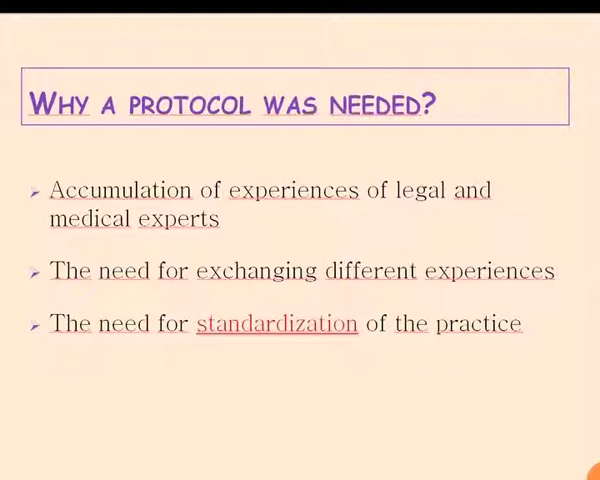 WHY A PROTOCOL WAS NEEDED?
Accumulation of experiences of legal and
medical experts
The need for exchanging different experiences
The need for standardization of the practice